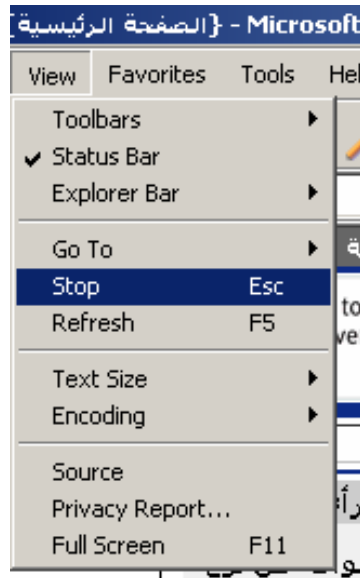 {الصفحة الرئيسية} - Microsoft
View Favorites Tools
Toolbars
Status Bar
Explorer Bar
Go To
Stop Esc
Refresh F5
to
Text Size
Encoding
Source
Privacy Report...
Full Screen F11